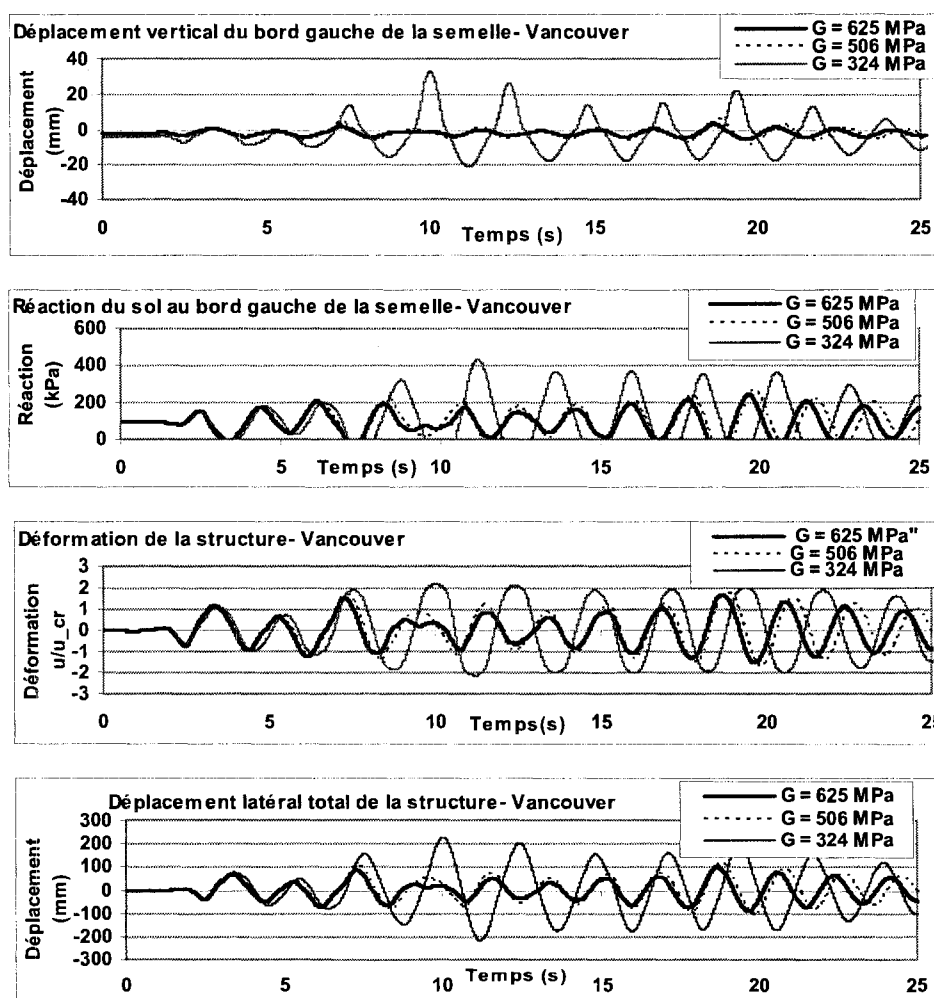 Déplacement vertical du bord gauche de la semelle- Vancouver
G = 625 MPa
G = 506 MPa
G = 324 MPa
Déplacement
(mm)
40
20
0
-20
-40
0 5 10 15 20 25
Temps (s)
Réaction du sol au bord gauche de la semelle- Vancouver
G = 625 MPa
G = 506 MPa
G = 324 MPa
Réaction
(kPa)
600
400
200
0
0 5 10 15 20 25
Temps (s)
Déformation de la structure- Vancouver
G = 625 MPa"
G = 506 MPa
G = 324 MPa
Déformation
u/u_cr
3
2
1
0
-1
-2
-3
0 5 10 15 20 25
Temps(s)
Déplacement latéral total de la structure- Vancouver
G = 625 MPa
G = 506 MPa
G = 324 MPa
Déplacement
(mm)
300
200
100
0
-100
-200
-300
0 5 10 15 20 25
Temps (s)